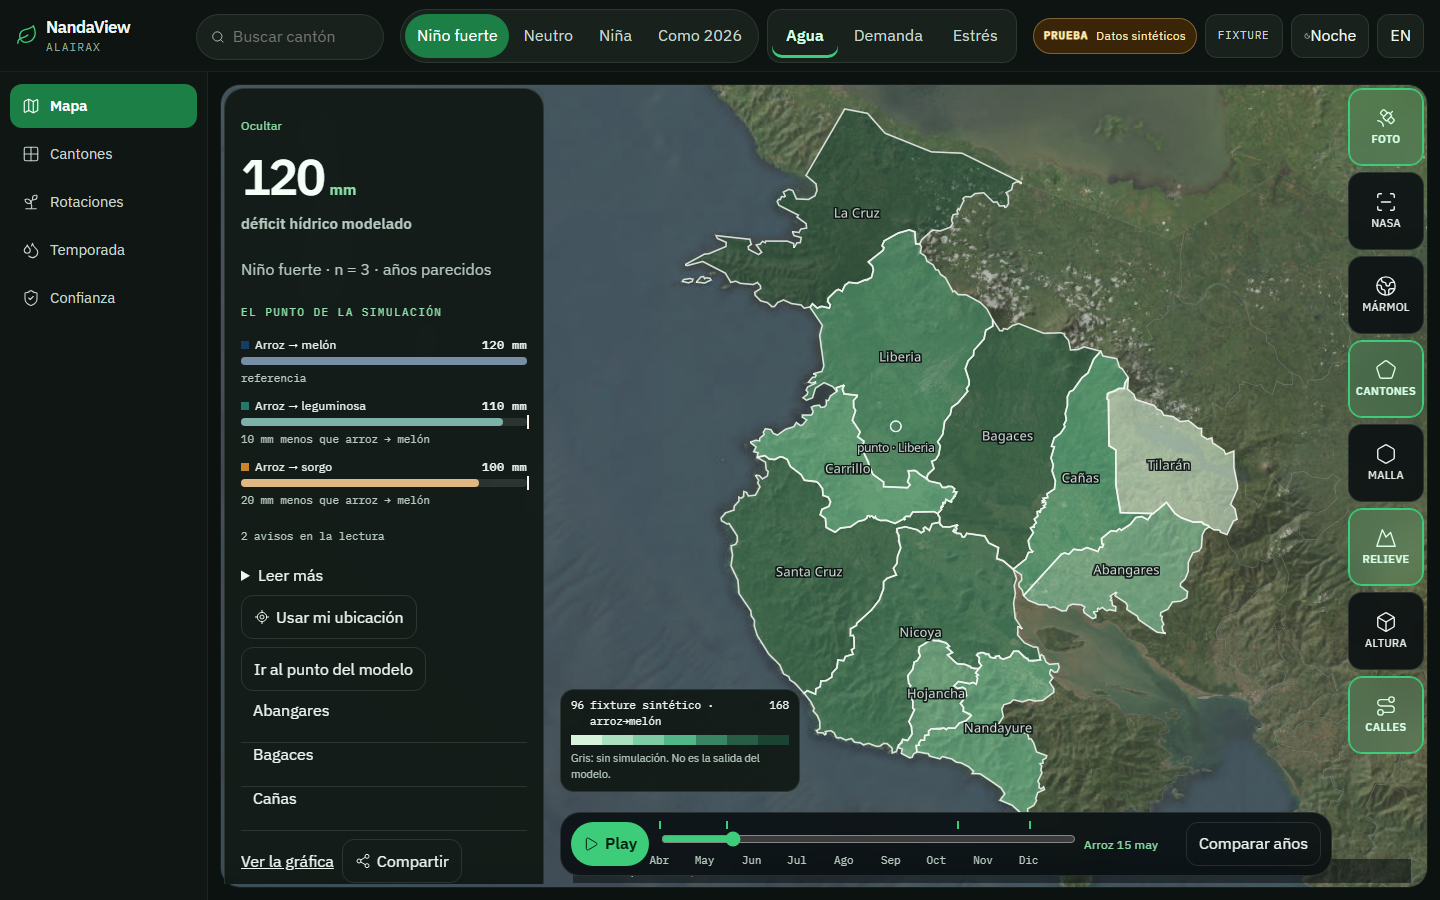 NandaView
ALAIRAX
Buscar cantón
Niño fuerte
Neutro
Niña
Como 2026
Agua
Demanda
Estrés
PRUEBA Datos sintéticos
FIXTURE
Noche
EN
Mapa
Cantones
Rotaciones
Temporada
Confianza
Ocultar
120 mm
déficit hídrico modelado
Niño fuerte · n = 3 · años parecidos
EL PUNTO DE LA SIMULACIÓN
Arroz → melón 120 mm
referencia
Arroz → leguminosa 110 mm
10 mm menos que arroz → melón
Arroz → sorgo 100 mm
20 mm menos que arroz → melón
2 avisos en la lectura
Leer más
Usar mi ubicación
Ir al punto del modelo
Abangares
Bagaces
Cañas
Ver la gráfica
Compartir
La Cruz
Liberia
Bagaces
punto · Liberia
Carrillo
Cañas
Tilarán
Santa Cruz
Abangares
Nicoya
Hojancha
Nandayure
96 fixture sintético · 168
arroz→melón
Gris: sin simulación. No es la salida del
modelo.
Play
Abr May Jun Jul Ago Sep Oct Nov Dic
Arroz 15 may
Comparar años
FOTO
NASA
MÁRMOL
CANTONES
MALLA
RELIEVE
ALTURA
CALLES